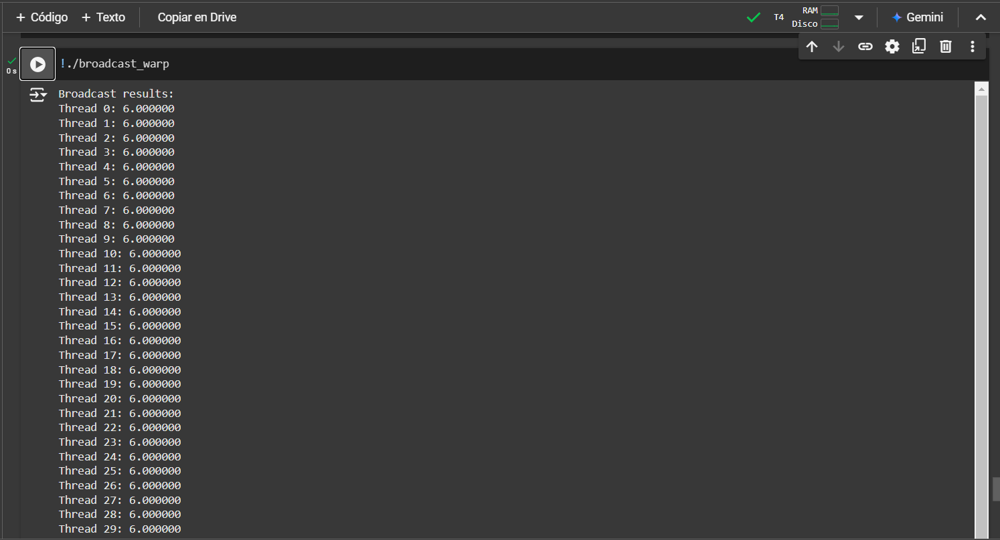 + Código + Texto Copiar en Drive T4 RAM Disco Gemini
0 s
!./broadcast_warp
Broadcast results:
Thread 0: 6.000000
Thread 1: 6.000000
Thread 2: 6.000000
Thread 3: 6.000000
Thread 4: 6.000000
Thread 5: 6.000000
Thread 6: 6.000000
Thread 7: 6.000000
Thread 8: 6.000000
Thread 9: 6.000000
Thread 10: 6.000000
Thread 11: 6.000000
Thread 12: 6.000000
Thread 13: 6.000000
Thread 14: 6.000000
Thread 15: 6.000000
Thread 16: 6.000000
Thread 17: 6.000000
Thread 18: 6.000000
Thread 19: 6.000000
Thread 20: 6.000000
Thread 21: 6.000000
Thread 22: 6.000000
Thread 23: 6.000000
Thread 24: 6.000000
Thread 25: 6.000000
Thread 26: 6.000000
Thread 27: 6.000000
Thread 28: 6.000000
Thread 29: 6.000000